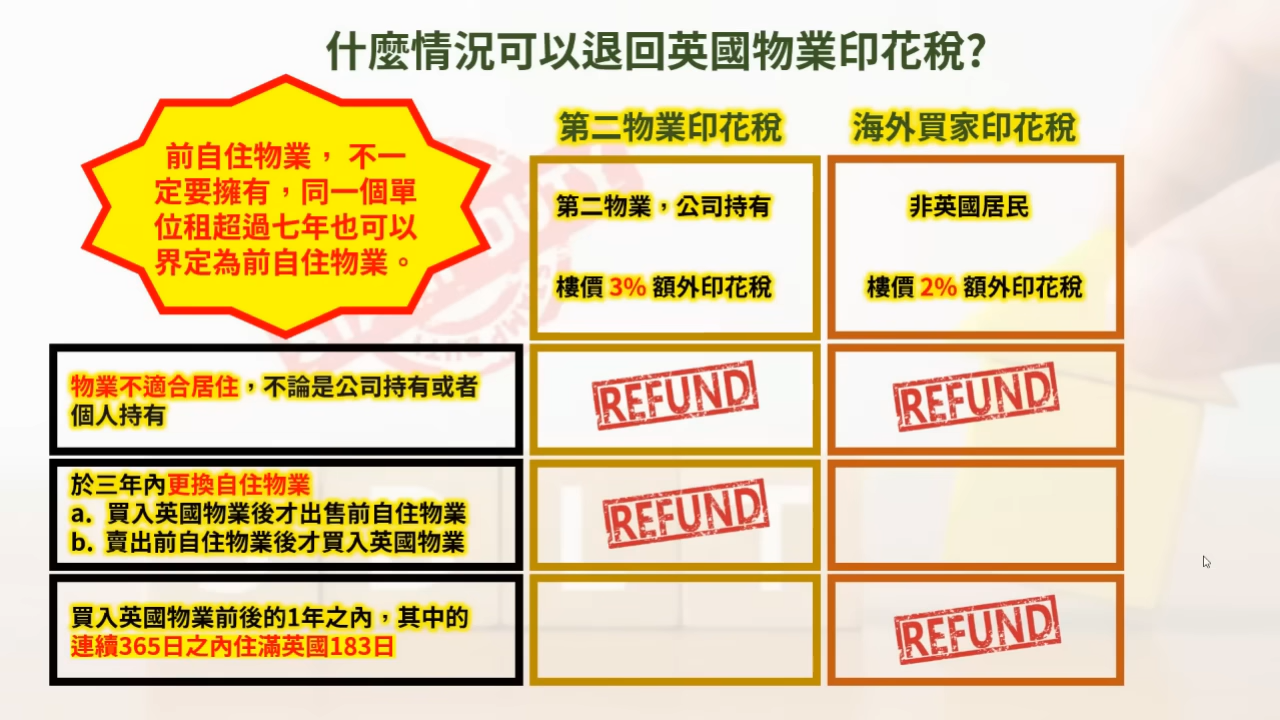 什麼情況可以退回英國物業印花稅?
前自住物業， 不一
定要擁有，同一個單
位租超過七年也可以
界定為前自住物業。
第二物業印花稅
海外買家印花稅
第二物業，公司持有
樓價 3% 額外印花稅
非英國居民
樓價 2% 額外印花稅
物業不適合居住，不論是公司持有或者
個人持有
REFUND
REFUND
於三年內更換自住物業
a. 買入英國物業後才出售前自住物業
b. 賣出前自住物業後才買入英國物業
REFUND
買入英國物業前後的1年之內，其中的
連續365日之內住滿英國183日
REFUND